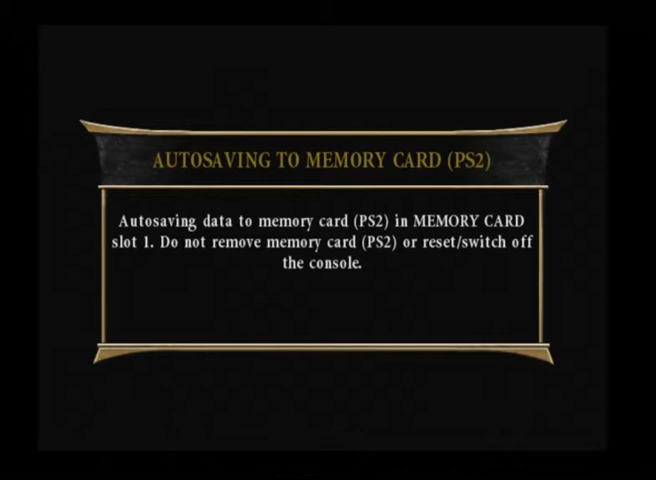 AUTOSAVING TO MEMORY CARD (PS2)
Autosaving data to memory card (PS2) in MEMORY CARD
slot 1. Do not remove memory card (PS2) or reset/switch off
the console.